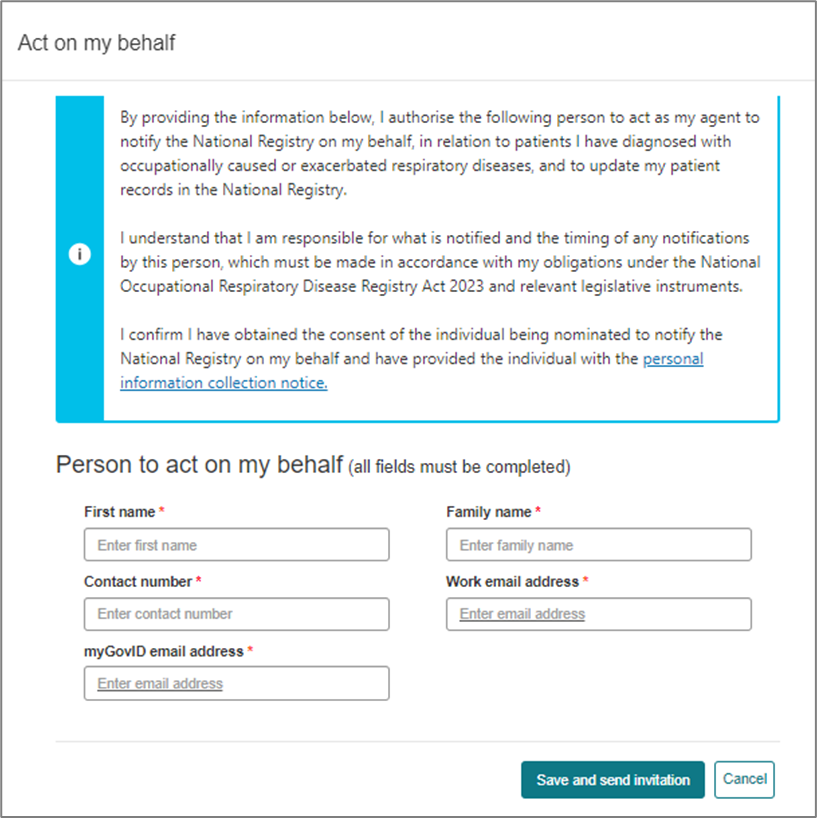 Act on my behalf
By providing the information below, I authorise the following person to act as my agent to
notify the National Registry on my behalf, in relation to patients I have diagnosed with
occupationally caused or exacerbated respiratory diseases, and to update my patient
records in the National Registry.
I understand that I am responsible for what is notified and the timing of any notifications
by this person, which must be made in accordance with my obligations under the National
Occupational Respiratory Disease Registry Act 2023 and relevant legislative instruments.
I confirm I have obtained the consent of the individual being nominated to notify the
National Registry on my behalf and have provided the individual with the personal
information collection notice.
Person to act on my behalf (all fields must be completed)
First name *
Family name *
Enter first name
Enter family name
Contact number *
Work email address *
Enter contact number
Enter email address
myGovID email address *
Enter email address
Save and send invitation
Cancel